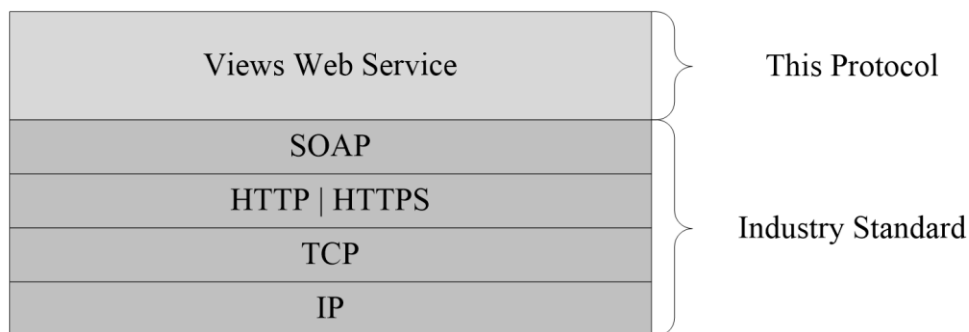 Views Web Service
This Protocol
SOAP
HTTP | HTTPS
Industry Standard
TCP
IP